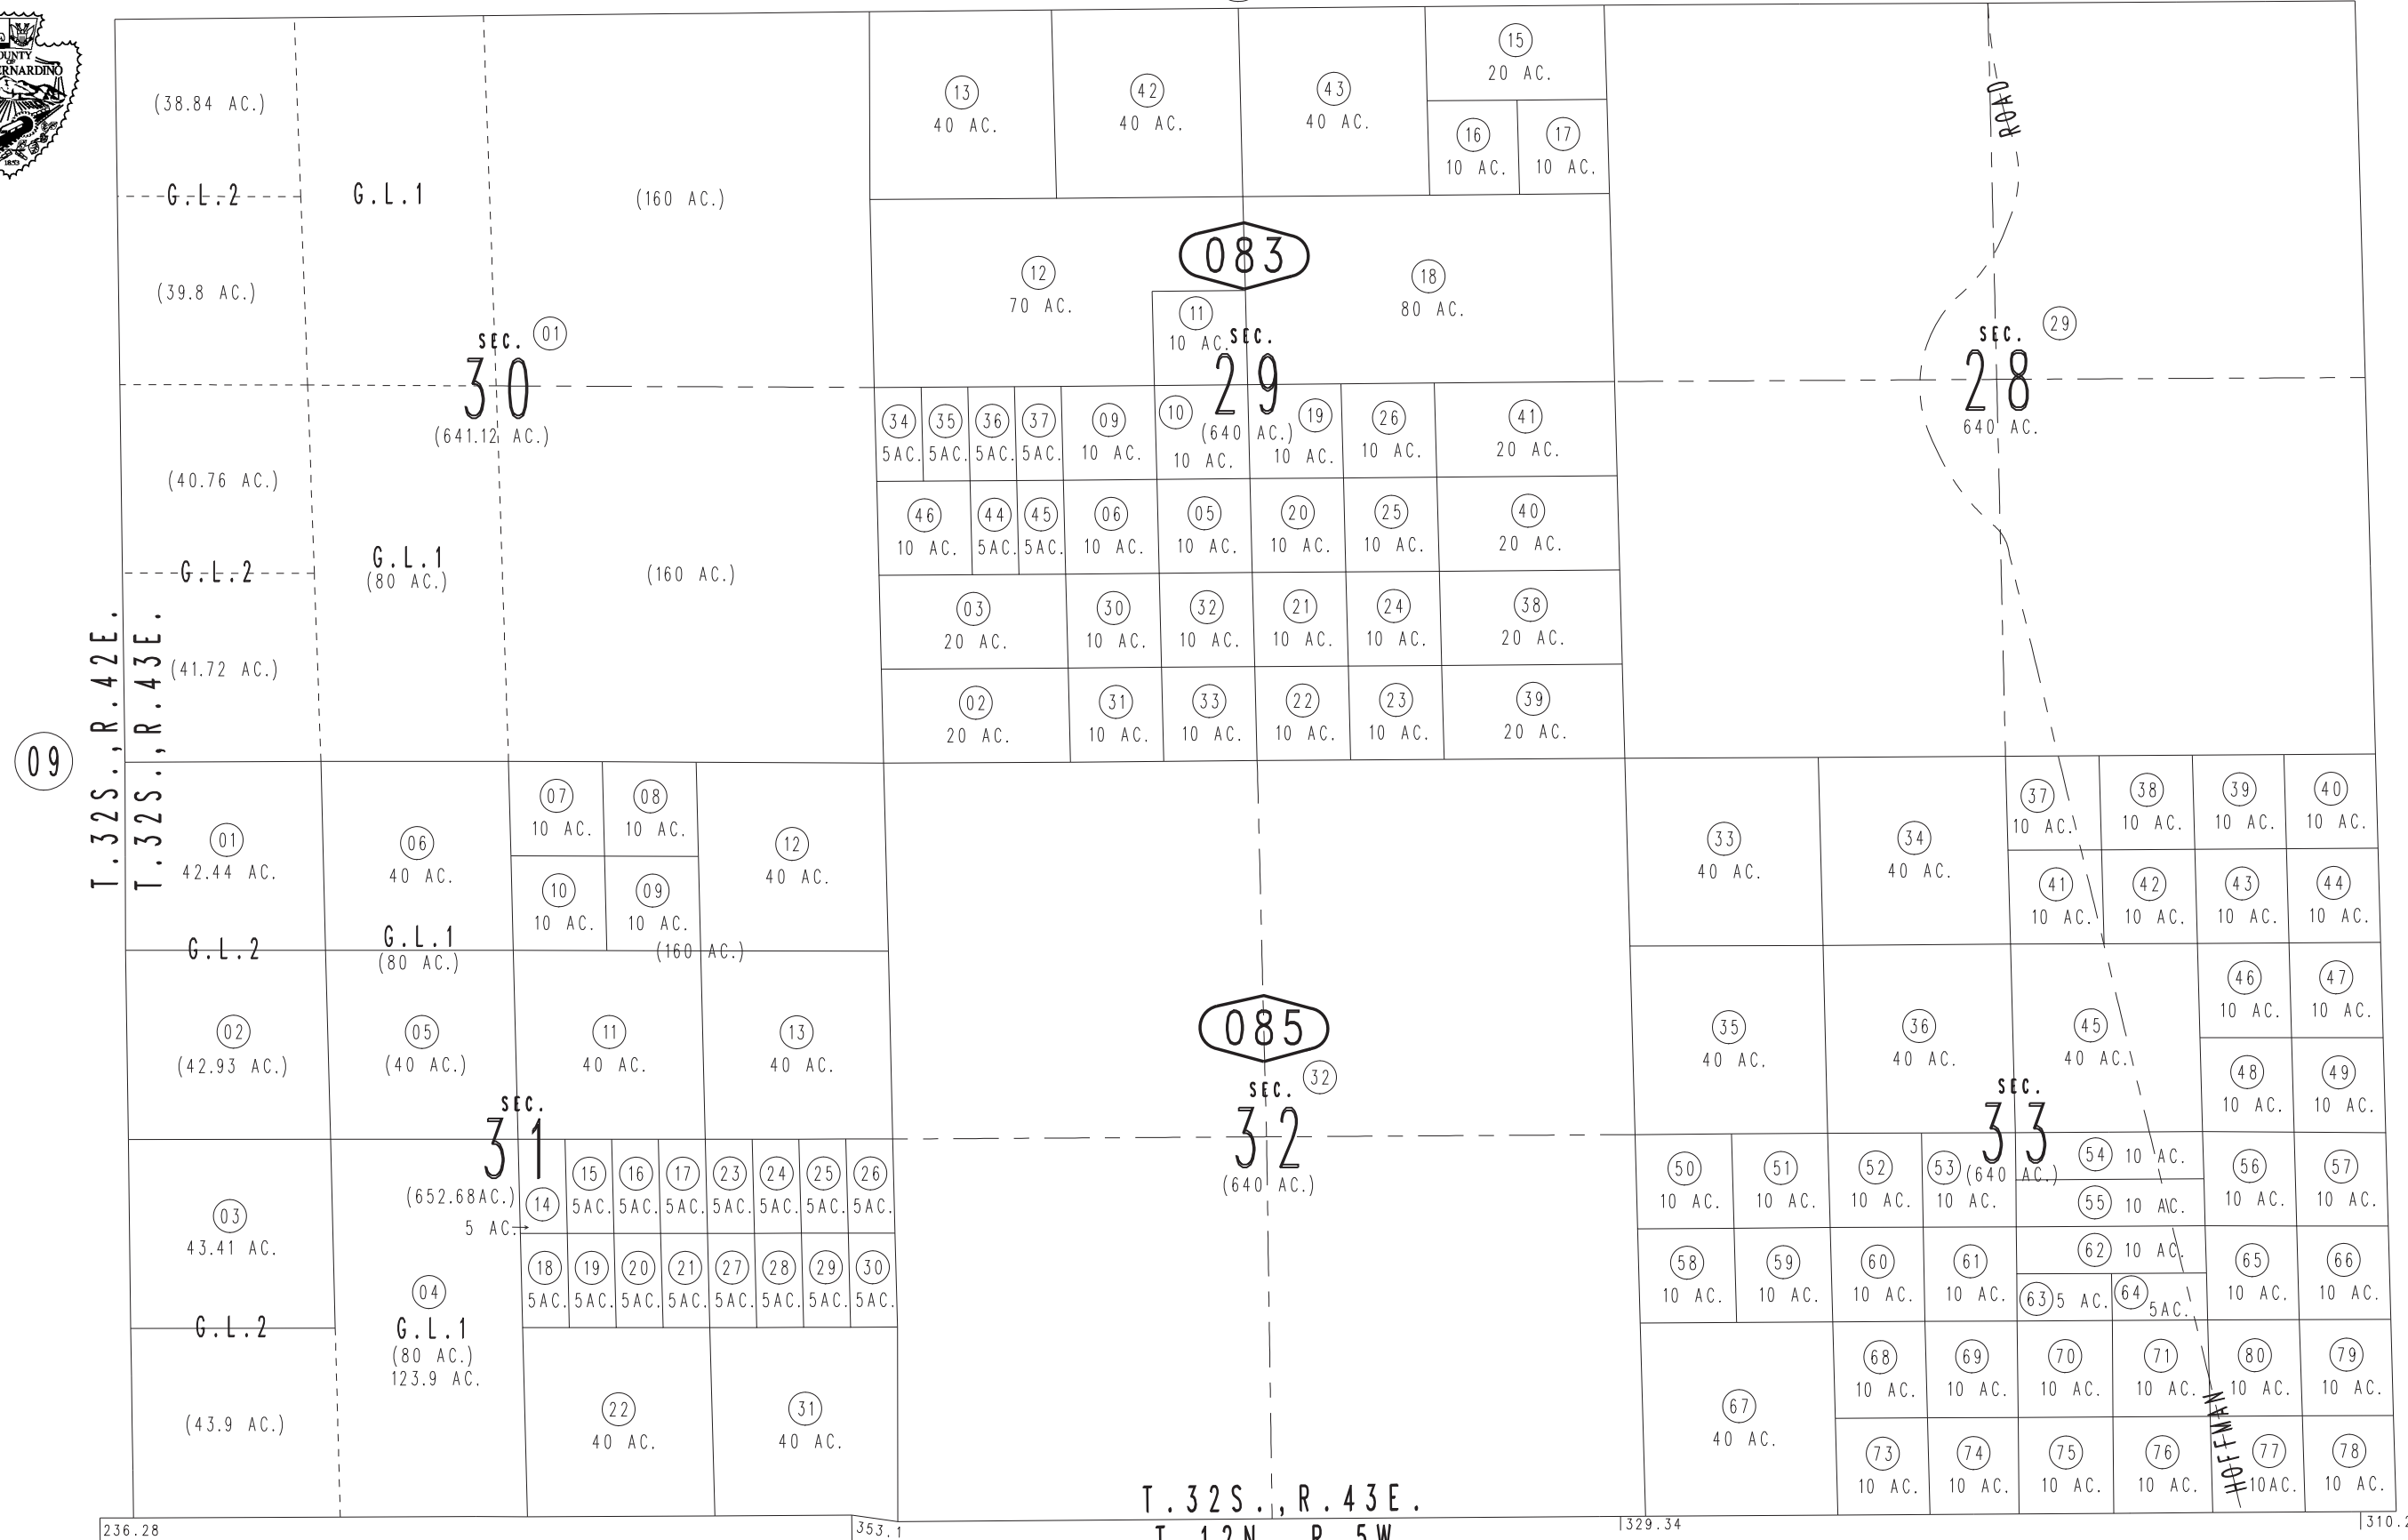 COUNTY
OF
ERNARDINO
1853
(38.84 AC.)
G.L.2
G.L.1
(160 AC.)
(39.8 AC.)
SEC. 01
30
(641.12 AC.)
(40.76 AC.)
G.L.2
G.L.1
(80 AC.)
(160 AC.)
(41.72 AC.)
T.32S.,R.42E.
T.32S.,R.43E.
09
13
40 AC.
42
40 AC.
43
40 AC.
15
20 AC.
16
10 AC.
17
10 AC.
083
12
70 AC.
11
10 AC.
18
80 AC.
SEC.
29
(640 AC.)
34
5AC.
35
5AC.
36
5AC.
37
5AC.
09
10 AC.
10
10 AC.
19
10 AC.
26
10 AC.
41
20 AC.
46
10 AC.
44
5AC.
45
5AC.
06
10 AC.
05
10 AC.
20
10 AC.
25
10 AC.
40
20 AC.
03
20 AC.
30
10 AC.
32
10 AC.
21
10 AC.
24
10 AC.
38
20 AC.
02
20 AC.
31
10 AC.
33
10 AC.
22
10 AC.
23
10 AC.
39
20 AC.
ROAD
SEC. 29
28
640 AC.
01
42.44 AC.
06
40 AC.
07
10 AC.
08
10 AC.
12
40 AC.
10
10 AC.
09
10 AC.
G.L.2
G.L.1
(80 AC.)
(160 AC.)
02
(42.93 AC.)
05
(40 AC.)
11
40 AC.
13
40 AC.
SEC.
31
(652.68AC.)
14
5 AC.
15
5AC.
16
5AC.
17
5AC.
23
5AC.
24
5AC.
25
5AC.
26
5AC.
03
43.41 AC.
18
5AC.
19
5AC.
20
5AC.
21
5AC.
27
5AC.
28
5AC.
29
5AC.
30
5AC.
G.L.2
04
G.L.1
(80 AC.)
123.9 AC.
(43.9 AC.)
22
40 AC.
31
40 AC.
085
SEC. 32
32
(640 AC.)
33
40 AC.
34
40 AC.
37
10 AC.
38
10 AC.
39
10 AC.
40
10 AC.
41
10 AC.
42
10 AC.
43
10 AC.
44
10 AC.
35
40 AC.
36
40 AC.
45
40 AC.
46
10 AC.
47
10 AC.
48
10 AC.
49
10 AC.
SEC.
33
(640 AC.)
50
10 AC.
51
10 AC.
52
10 AC.
53
10 AC.
54 10 AC.
55 10 AC.
56
10 AC.
57
10 AC.
58
10 AC.
59
10 AC.
60
10 AC.
61
10 AC.
62 10 AC.
63 5 AC.
64
5AC.
65
10 AC.
66
10 AC.
67
40 AC.
68
10 AC.
69
10 AC.
70
10 AC.
71
10 AC.
80
10 AC.
79
10 AC.
73
10 AC.
74
10 AC.
75
10 AC.
76
10 AC.
77
10AC.
78
10 AC.
HOFFMAN
T.32S.,R.43E.
T.12N.,R.5W.
236.28
353.1
329.34
310.2